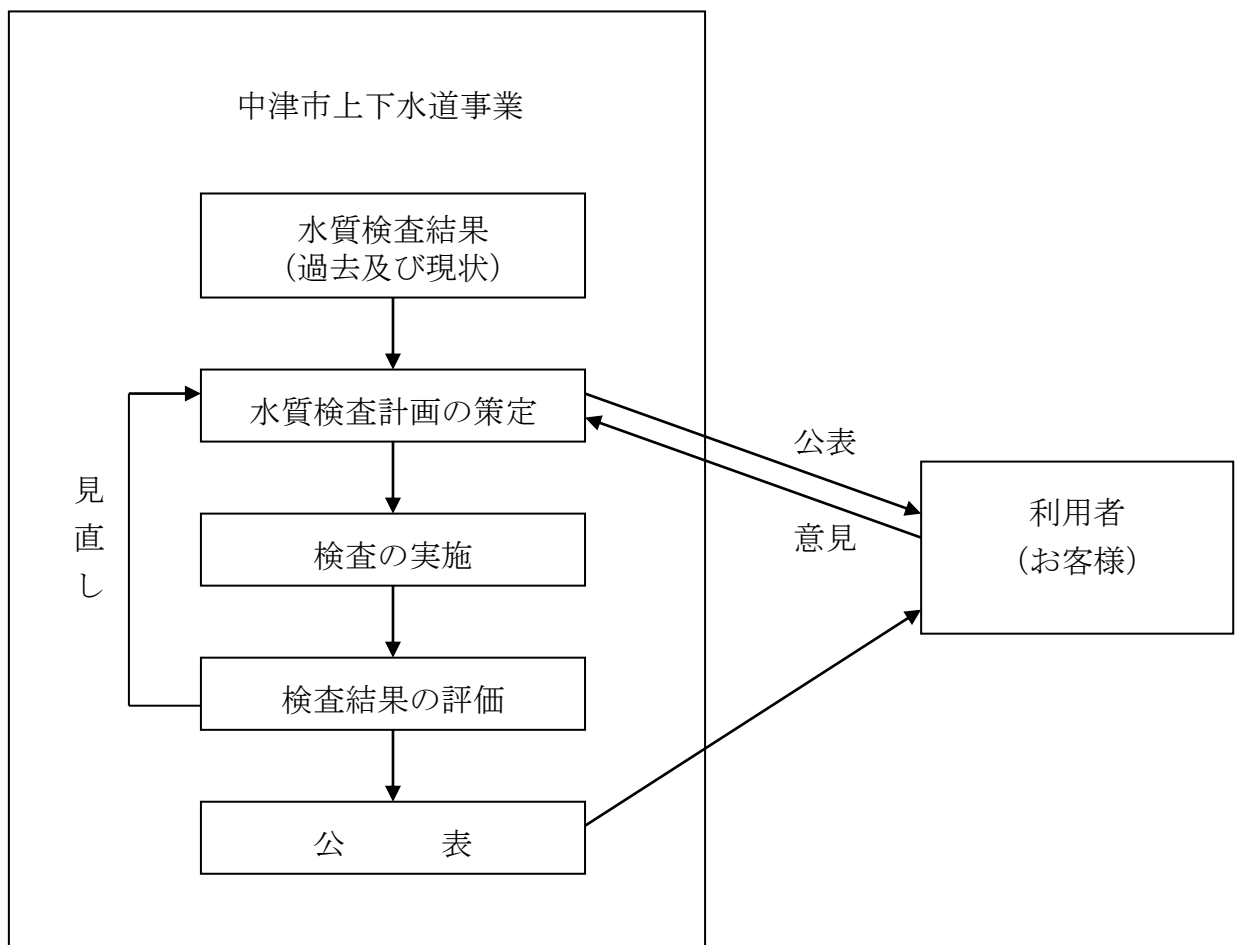 中津市上下水道事業
水質検査結果
（過去及び現状）
水質検査計画の策定
公表
意見
利用者
（お客様）
見直し
検査の実施
検査結果の評価
公　　　表